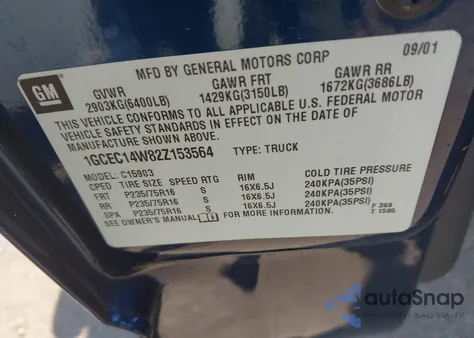 GM
MFD BY GENERAL MOTORS CORP 09/01
GVWR GAWR FRT GAWR RR
2903KG(6400LB) 1429KG(3150LB) 1672KG(3686LB)
THIS VEHICLE CONFORMS TO ALL APPLICABLE U.S. FEDERAL MOTOR
VEHICLE SAFETY STANDARDS IN EFFECT ON THE DATE OF
MANUFACTURE SHOWN ABOVE.
1GCEC14W82Z153564 TYPE: TRUCK
MODEL: C15903
CPED TIRE SIZE SPEED RIM COLD TIRE PRESSURE
FRT P235/75R16 S 16X6.5J 240KPA(35PSI)
RR P235/75R16 S 16X6.5J 240KPA(35PSI)
SPA P235/75R16 S 16X6.5J 240KPA(35PSI)
SEE OWNER'S MANUAL F 368
T 1585
autoSnap